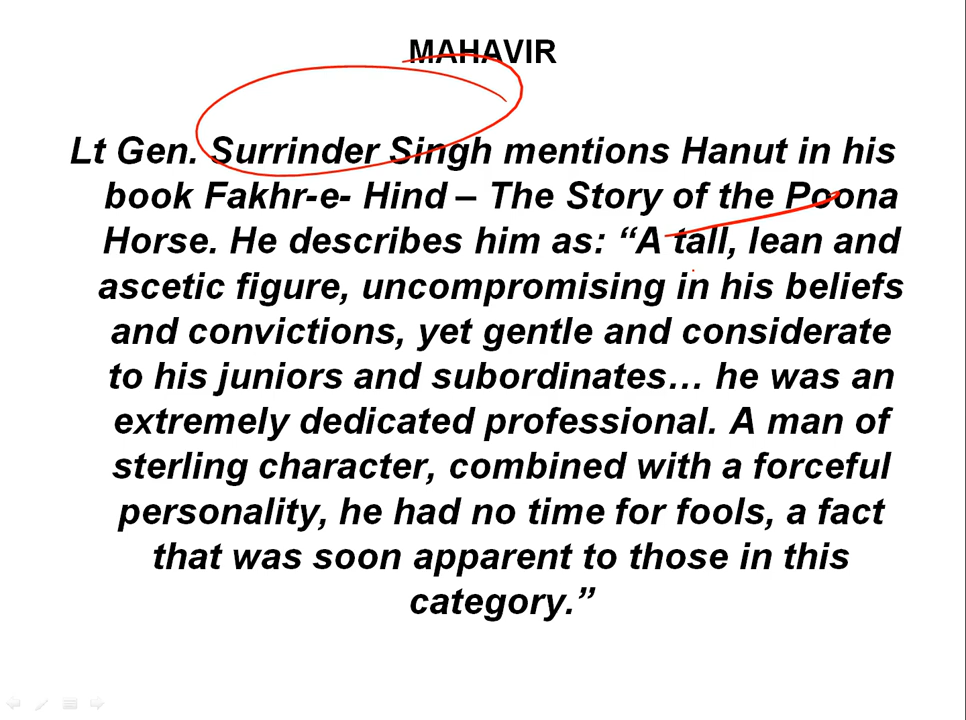 MAHAVIR
Lt Gen. Surrinder Singh mentions Hanut in his
book Fakhr-e- Hind – The Story of the Poona
Horse. He describes him as: “A tall, lean and
ascetic figure, uncompromising in his beliefs
and convictions, yet gentle and considerate
to his juniors and subordinates… he was an
extremely dedicated professional. A man of
sterling character, combined with a forceful
personality, he had no time for fools, a fact
that was soon apparent to those in this
category.”